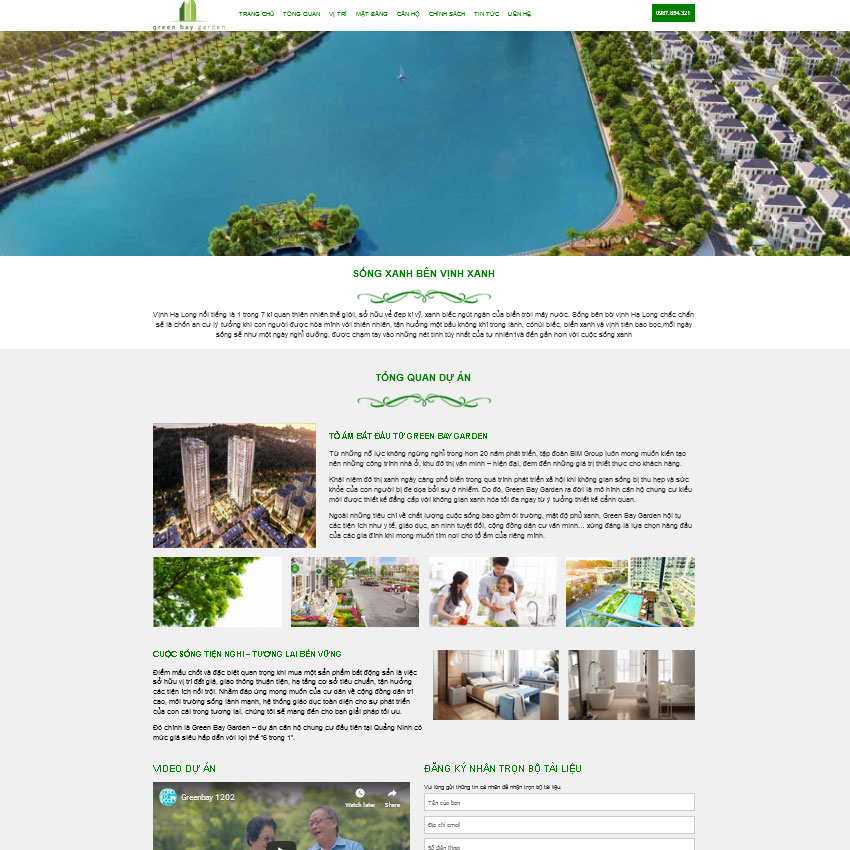 green bay garden
TRANG CHỦ TỔNG QUAN VỊ TRÍ MẶT BẰNG CĂN HỘ CHÍNH SÁCH TIN TỨC LIÊN HỆ
0987.654.321
SỐNG XANH BÊN VỊNH XANH
Vịnh Hạ Long nổi tiếng là 1 trong 7 kì quan thiên nhiên thế giới, sở hữu vẻ đẹp kì vỹ, xanh biếc ngút ngàn của biển trời mây nước. Sống bên bờ vịnh Hạ Long chắc chắn
sẽ là chốn an cư lý tưởng khi con người được hòa mình với thiên nhiên, tận hưởng một bầu không khí trong lành, cónúi biếc, biển xanh và vịnh tiên bao bọc,mỗi ngày
sống sẽ như một ngày nghỉ dưỡng, được chạm tay vào những nét tinh túy nhất của tự nhiênivà đến gần hơn với cuộc sống xanh
TỔNG QUAN DỰ ÁN
TỔ ẤM BẮT ĐẦU TỪ GREEN BAY GARDEN
Từ những nỗ lực không ngừng nghỉ trong hơn 20 năm phát triển, tập đoàn BIM Group luôn mong muốn kiến tạo
nên những công trình nhà ở, khu đô thị văn minh – hiện đại, đem đến những giá trị thiết thực cho khách hàng.
Khái niệm đô thị xanh ngày càng phổ biến trong quá trình phát triển xã hội khi không gian sống bị thu hẹp và sức
khỏe của con người bị đe dọa bởi sự ô nhiễm. Do đó, Green Bay Garden ra đời là mô hình căn hộ chung cư kiểu
mới được thiết kế đẳng cấp với không gian xanh hóa tối đa ngay từ ý tưởng thiết kế cảnh quan.
Ngoài những tiêu chí về chất lượng cuộc sống bao gồm ôi trường, mật độ phủ xanh, Green Bay Garden hội tụ
các tiện ích như y tế, giáo dục, an ninh tuyệt đối, cộng đồng dân cư văn minh… xứng đáng là lựa chọn hàng đầu
của các gia đình khi mong muốn tìm nơi cho tổ ấm của riêng mình.
CUỘC SỐNG TIỆN NGHI – TƯƠNG LAI BỀN VỮNG
Điểm mấu chốt và đặc biệt quan trọng khi mua một sản phẩm bất động sản là việc
sở hữu vị trí đất giá, giao thông thuận tiện, hạ tầng cơ sở tiêu chuẩn, tận hưởng
các tiện ích nổi trội. Nhằm đáp ứng mong muốn của cư dân về cộng đồng dân trí
cao, môi trường sống lành mạnh, hệ thống giáo dục toàn diện cho sự phát triển
của con cái trong tương lai, chúng tôi sẽ mang đến cho bạn giải pháp tối ưu.
Đó chính là Green Bay Garden – dự án căn hộ chung cư đầu tiên tại Quảng Ninh có
mức giá siêu hấp dẫn với lợi thế “6 trong 1”.
VIDEO DỰ ÁN
Greenbay 1202
Watch later Share
ĐĂNG KÝ NHẬN TRỌN BỘ TÀI LIỆU
Vui lòng gửi thông tin cá nhân để nhận trọn bộ tài liệu:
Tên của bạn
Địa chỉ email
Số điện thoại